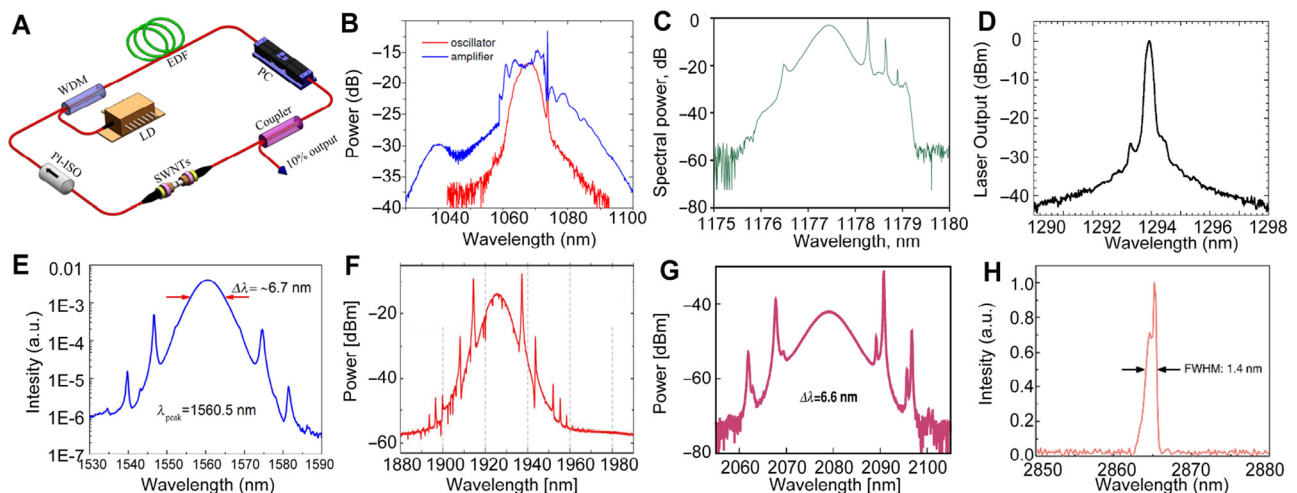 A
EDF
WDM
LD
PC
Coupler
10% output
PI-ISO
SWNTs
B
oscillator
amplifier
Power (dB)
−10
−15
−20
−25
−30
−35
1040 1060 1080 1100
Wavelength (nm)
C
Spectral power, dB
0
−20
−40
−60
−80
1175 1176 1177 1178 1179 1180
Wavelength, nm
D
Laser Output (dBm)
0
−10
−20
−30
−40
1290 1292 1294 1296 1298
Wavelength (nm)
E
Intesity (a.u.)
0.01
1E-3
1E-4
1E-5
1E-6
1E-7
Δλ= ~6.7 nm
λpeak=1560.5 nm
1530 1540 1550 1560 1570 1580 1590
Wavelength (nm)
F
Power [dBm]
−20
−40
−60
1880 1900 1920 1940 1960 1980
Wavelength [nm]
G
Power [dBm]
−40
−60
−80
Δλ=6.6 nm
2060 2070 2080 2090 2100
Wavelength [nm]
H
Intesity (a.u.)
1.0
0.8
0.6
0.4
0.2
0.0
FWHM: 1.4 nm
2850 2860 2870 2880
Wavelength (nm)